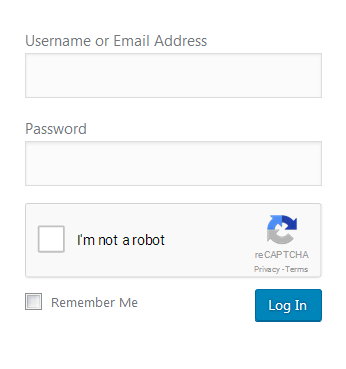 Username or Email Address
Password
I'm not a robot
reCAPTCHA
Privacy - Terms
Remember Me
Log In